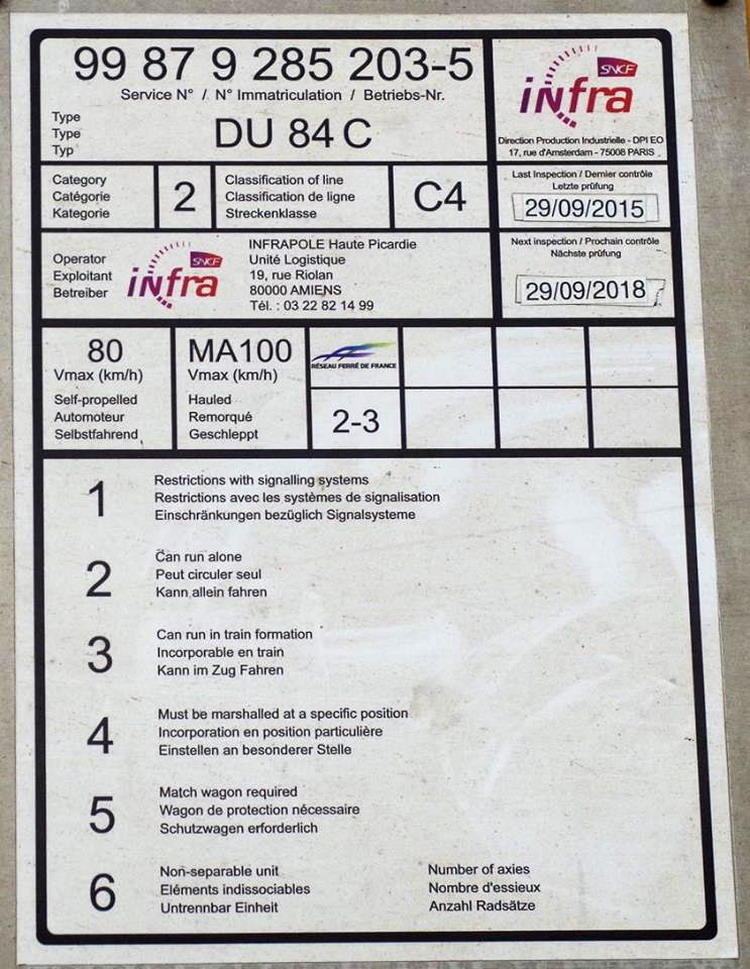 99 87 9 285 203-5
Service N° / N° Immatriculation / Betriebs-Nr.
Type
Type
Typ
DU 84 C
SNCF
infra
Direction Production Industrielle - DPI EO
17, rue d'Amsterdam - 75008 PARIS
Category
Catégorie
Kategorie
2
Classification of line
Classification de ligne
Streckenklasse
C4
Last Inspection / Dernier contrôle
Letzte prüfung
29/09/2015
Operator
Exploitant
Betreiber
SNCF
infra
INFRAPOLE Haute Picardie
Unité Logistique
19, rue Riolan
80000 AMIENS
Tél. : 03 22 82 14 99
Next inspection / Prochain contrôle
Nächste prüfung
29/09/2018
80
Vmax (km/h)
Self-propelled
Automoteur
Selbstfahrend
MA100
Vmax (km/h)
Hauled
Remorqué
Geschleppt
RÉSEAU FERRÉ DE FRANCE
2-3
1
Restrictions with signalling systems
Restrictions avec les systèmes de signalisation
Einschränkungen bezüglich Signalsysteme
2
Can run alone
Peut circuler seul
Kann allein fahren
3
Can run in train formation
Incorporable en train
Kann im Zug Fahren
4
Must be marshalled at a specific position
Incorporation en position particulière
Einstellen an besonderer Stelle
5
Match wagon required
Wagon de protection nécessaire
Schutzwagen erforderlich
6
Non-separable unit
Eléments indissociables
Untrennbar Einheit
Number of axies
Nombre d'essieux
Anzahl Radsätze